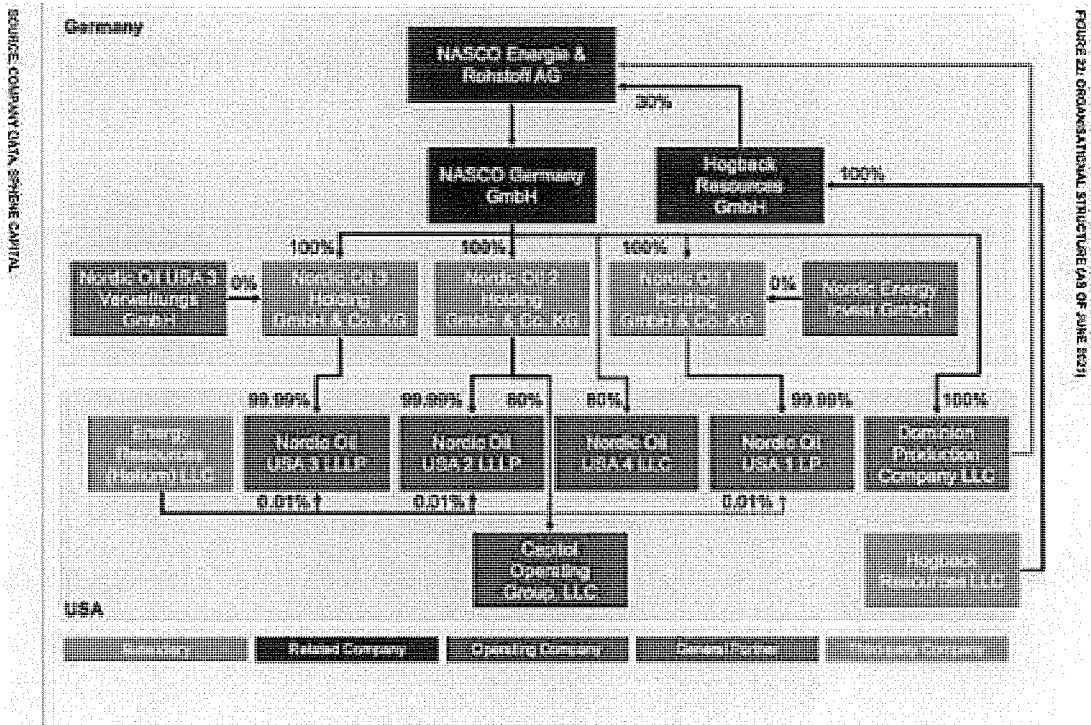 FIGURE 22: ORGANISATIONAL STRUCTURE (AS OF JUNE 2021)
Germany
NASCO Energie &
Rohstoff AG
30%
NASCO Germany
GmbH
Hogback
Resources
GmbH
100%
100%
100%
100%
Nordic Oil USA 3
Verwaltungs
GmbH
0%
Nordic Oil 3
Holding
GmbH & Co. KG
Nordic Oil 2
Holding
GmbH & Co. KG
Nordic Oil 1
Holding
GmbH & Co. KG
0%
Nordic Energy
Invest GmbH
99.99%
99.99%
80%
80%
99.99%
100%
Energy
Resources
LLC
Nordic Oil
USA 3 LLLP
Nordic Oil
USA 2 LLLP
Nordic Oil
USA 4 LLC
Nordic Oil
USA 1 LP
Dominion
Production
Company LLC
0.01%
0.01%
0.01%
Capitol
Operating
Group, LLC
Hogback
Resources LLC
USA
Subsidiary
Related Company
Operating Company
General Partner
Company
SOURCE: COMPANY DATA, SPHENE CAPITAL